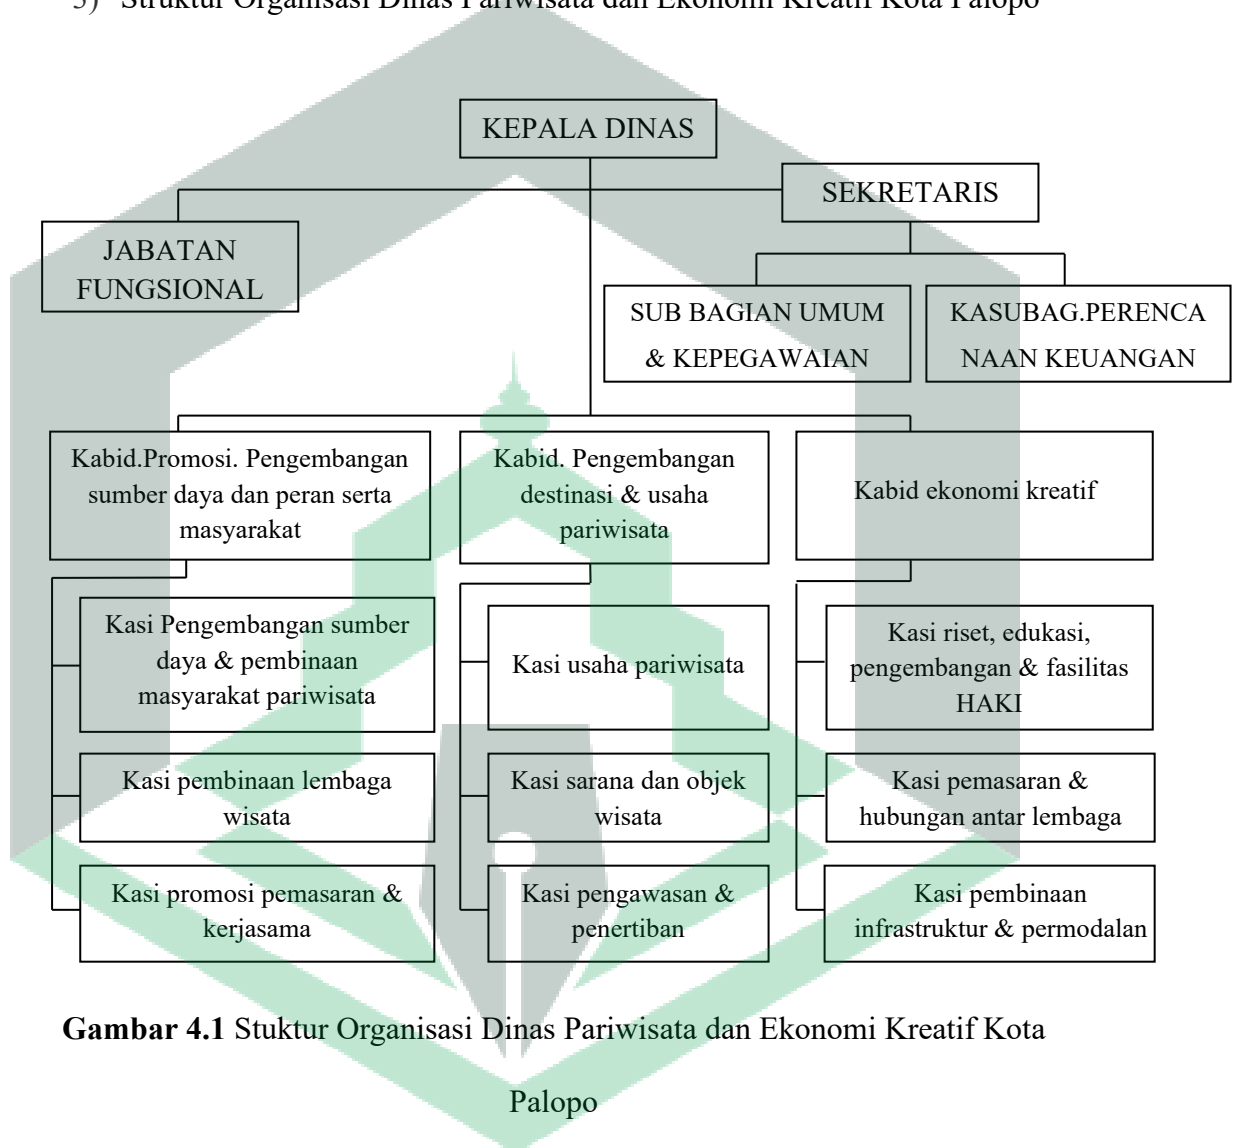 3) Struktur Organisasi Dinas Pariwisata dan Ekonomi Kreatif Kota Palopo
KEPALA DINAS
SEKRETARIS
JABATAN
FUNGSIONAL
SUB BAGIAN UMUM
& KEPEGAWAIAN
KASUBAG.PERENCA
NAAN KEUANGAN
Kabid.Promosi. Pengembangan
sumber daya dan peran serta
masyarakat
Kabid. Pengembangan
destinasi & usaha
pariwisata
Kabid ekonomi kreatif
Kasi Pengembangan sumber
daya & pembinaan
masyarakat pariwisata
Kasi usaha pariwisata
Kasi riset, edukasi,
pengembangan & fasilitas
HAKI
Kasi pembinaan lembaga
wisata
Kasi sarana dan objek
wisata
Kasi pemasaran &
hubungan antar lembaga
Kasi promosi pemasaran &
kerjasama
Kasi pengawasan &
penertiban
Kasi pembinaan
infrastruktur & permodalan
Gambar 4.1 Stuktur Organisasi Dinas Pariwisata dan Ekonomi Kreatif Kota
Palopo